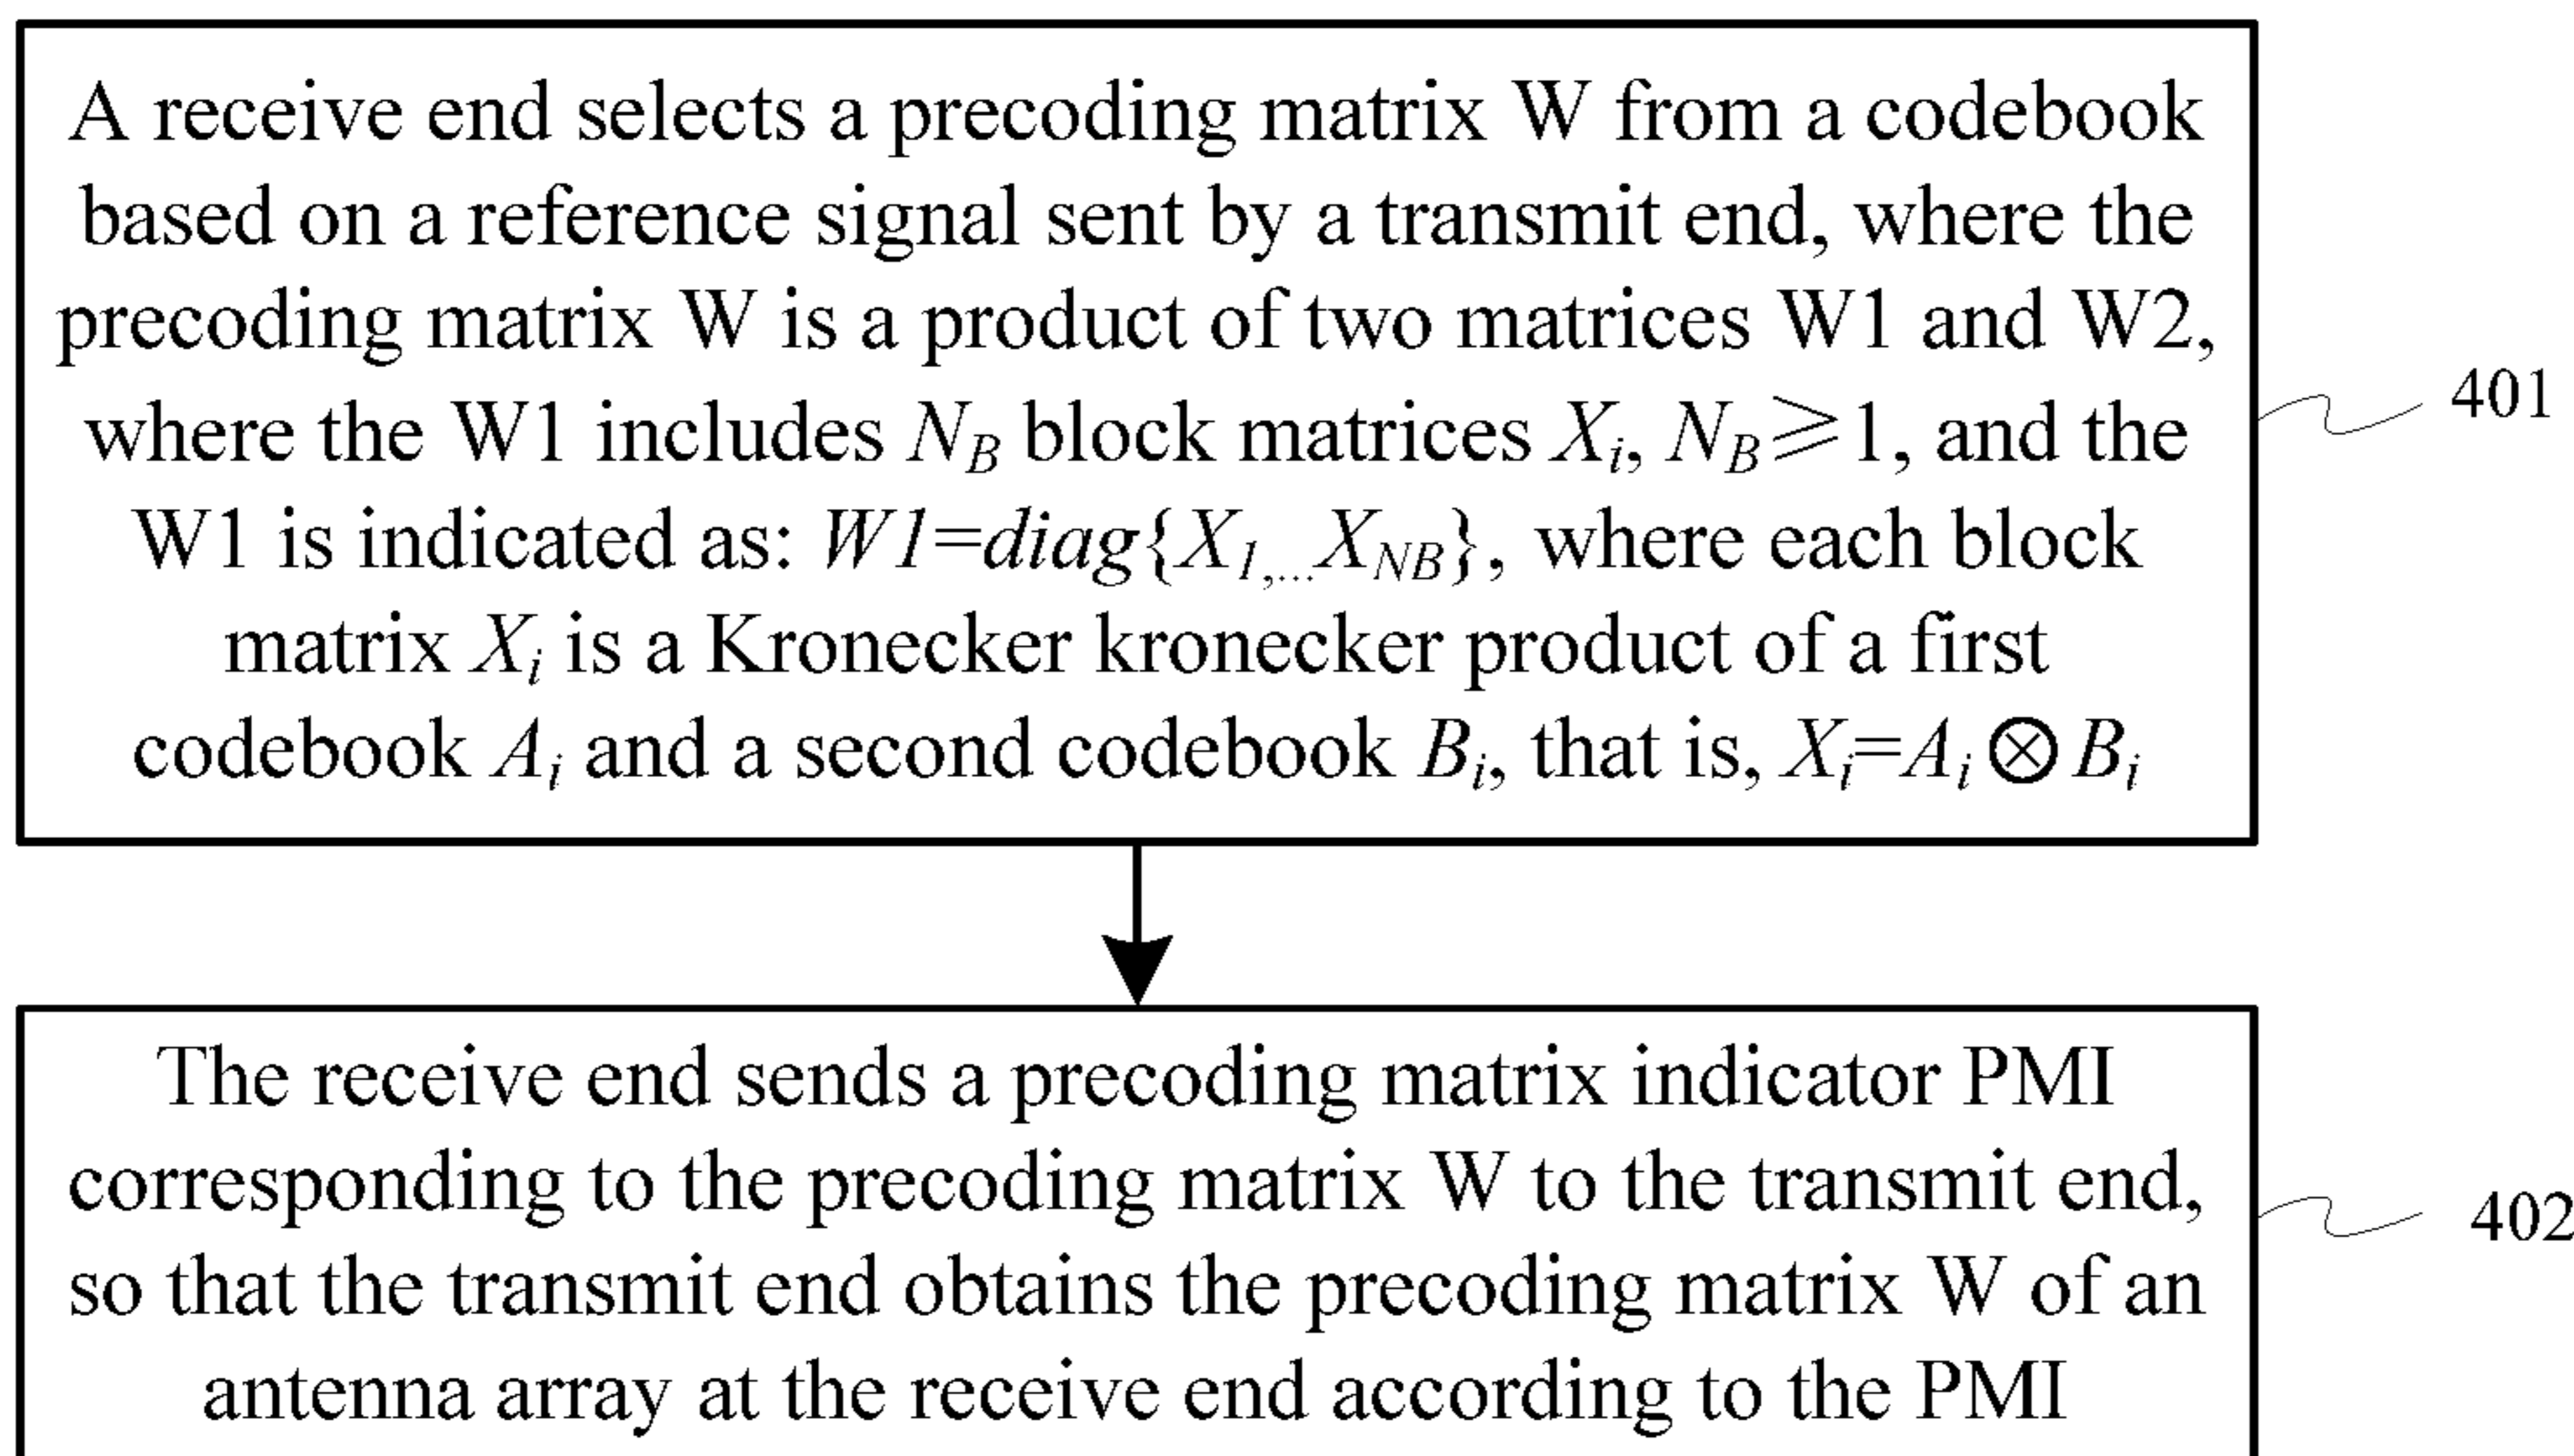 A receive end selects a precoding matrix W from a codebook
based on a reference signal sent by a transmit end, where the
precoding matrix W is a product of two matrices W1 and W2,
where the W1 includes N_B block matrices X_i, N_B⩾1, and the
W1 is indicated as: W1=diag{X_1,...X_NB}, where each block
matrix X_i is a Kronecker kronecker product of a first
codebook A_i and a second codebook B_i, that is, X_i=A_i⊗B_i
401
The receive end sends a precoding matrix indicator PMI
corresponding to the precoding matrix W to the transmit end,
so that the transmit end obtains the precoding matrix W of an
antenna array at the receive end according to the PMI
402